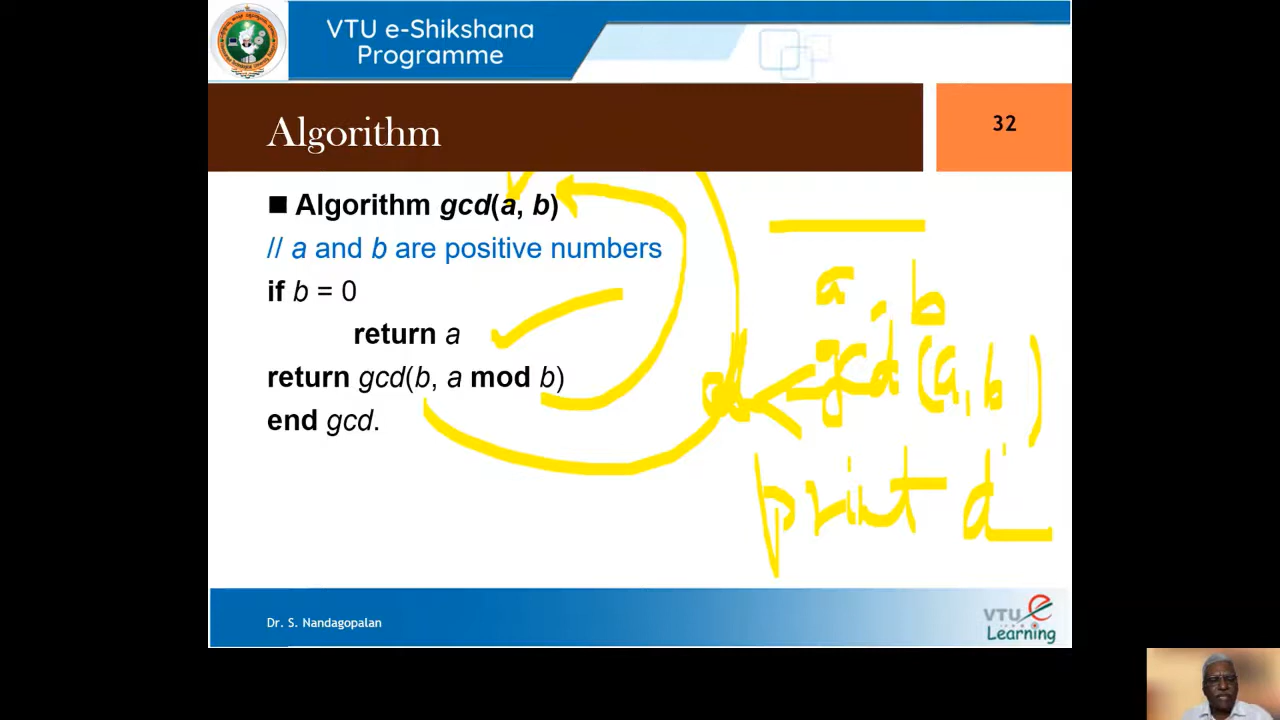 VTU e-Shikshana
Programme
Algorithm
32
■ Algorithm gcd(a, b)
// a and b are positive numbers
if b = 0
return a
return gcd(b, a mod b)
end gcd.
a, b
d ← gcd (a, b)
print d
Dr. S. Nandagopalan
VTU e
Learning